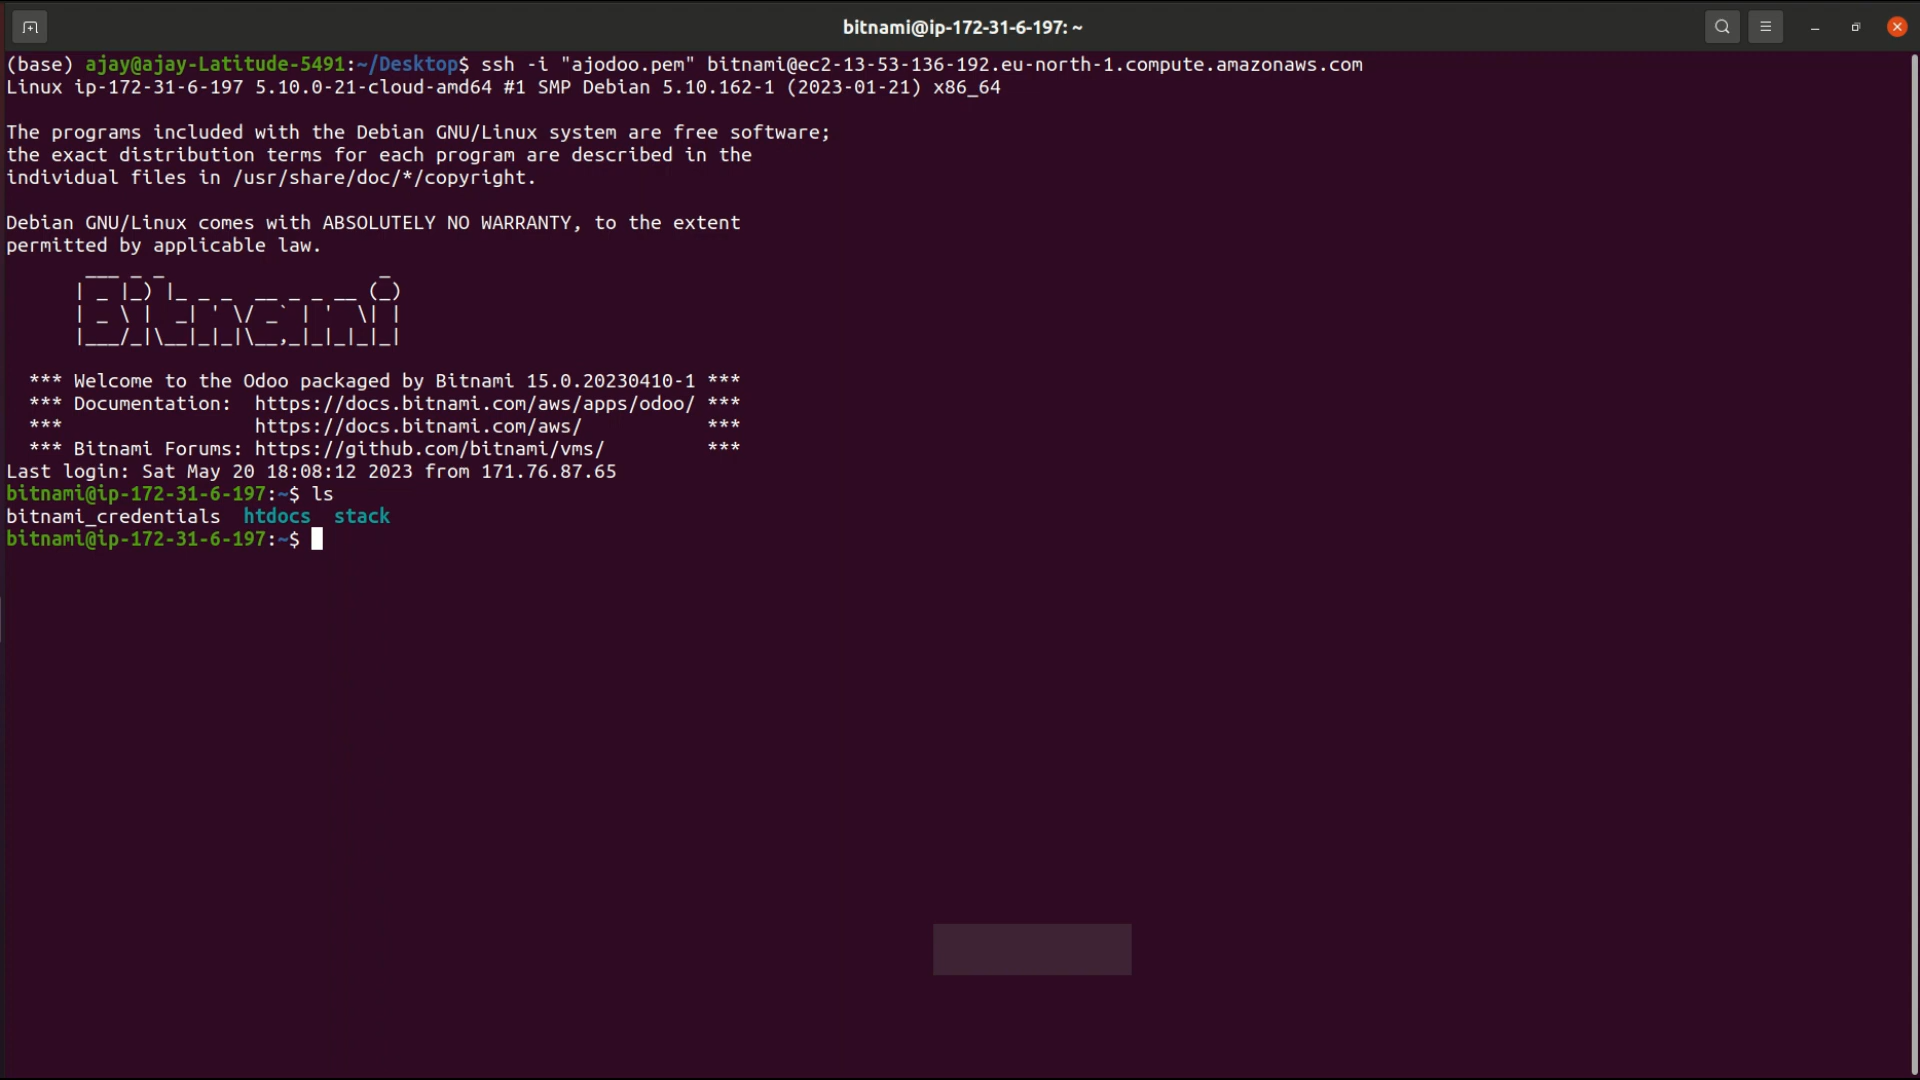 bitnami@ip-172-31-6-197: ~
(base) ajay@ajay-Latitude-5491:~/Desktop$ ssh -i "ajodoo.pem" bitnami@ec2-13-53-136-192.eu-north-1.compute.amazonaws.com
Linux ip-172-31-6-197 5.10.0-21-cloud-amd64 #1 SMP Debian 5.10.162-1 (2023-01-21) x86_64
The programs included with the Debian GNU/Linux system are free software;
the exact distribution terms for each program are described in the
individual files in /usr/share/doc/*/copyright.
Debian GNU/Linux comes with ABSOLUTELY NO WARRANTY, to the extent
permitted by applicable law.
Bitnami
*** Welcome to the Odoo packaged by Bitnami 15.0.20230410-1 ***
*** Documentation:  https://docs.bitnami.com/aws/apps/odoo/ ***
***                 https://docs.bitnami.com/aws/           ***
*** Bitnami Forums: https://github.com/bitnami/vms/         ***
Last login: Sat May 20 18:08:12 2023 from 171.76.87.65
bitnami@ip-172-31-6-197:~$ ls
bitnami_credentials  htdocs  stack
bitnami@ip-172-31-6-197:~$